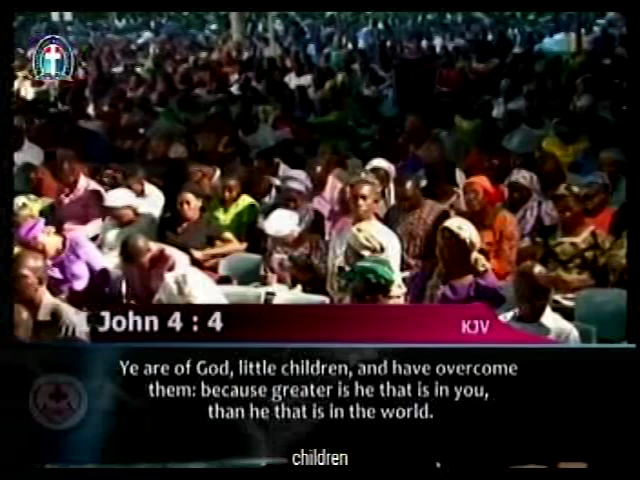 1 John 4 : 4
KJV
Ye are of God, little children, and have overcome
them: because greater is he that is in you,
than he that is in the world.
children